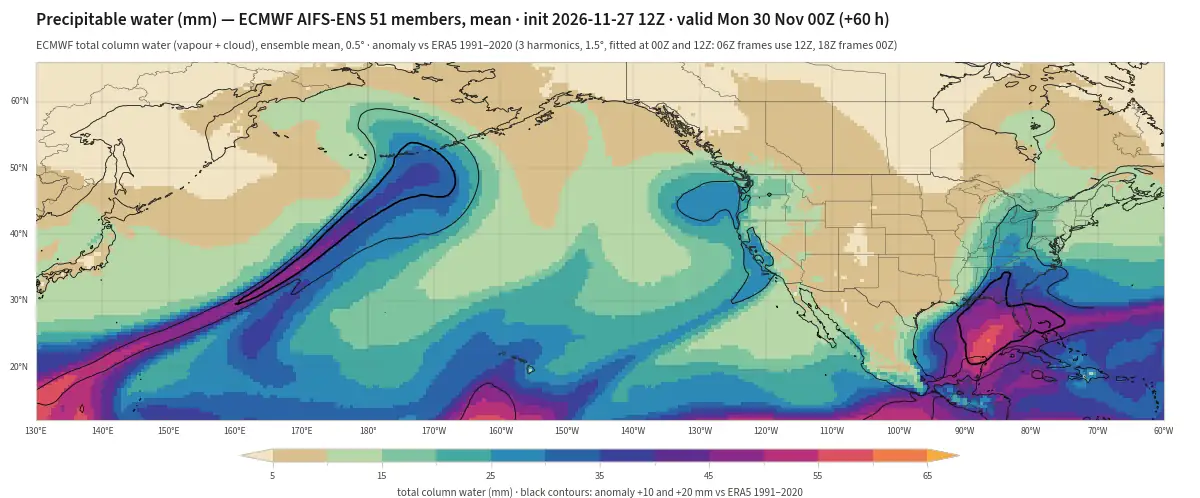 Precipitable water (mm) — ECMWF AIFS-ENS 51 members, mean · init 2026-11-27 12Z · valid Mon 30 Nov 00Z (+60 h)
ECMWF total column water (vapour + cloud), ensemble mean, 0.5° · anomaly vs ERA5 1991–2020 (3 harmonics, 1.5°, fitted at 00Z and 12Z: 06Z frames use 12Z, 18Z frames 00Z)
60°N
50°N
40°N
30°N
20°N
130°E 140°E 150°E 160°E 170°E 180° 170°W 160°W 150°W 140°W 130°W 120°W 110°W 100°W 90°W 80°W 70°W 60°W
5 15 25 35 45 55 65
total column water (mm) · black contours: anomaly +10 and +20 mm vs ERA5 1991–2020